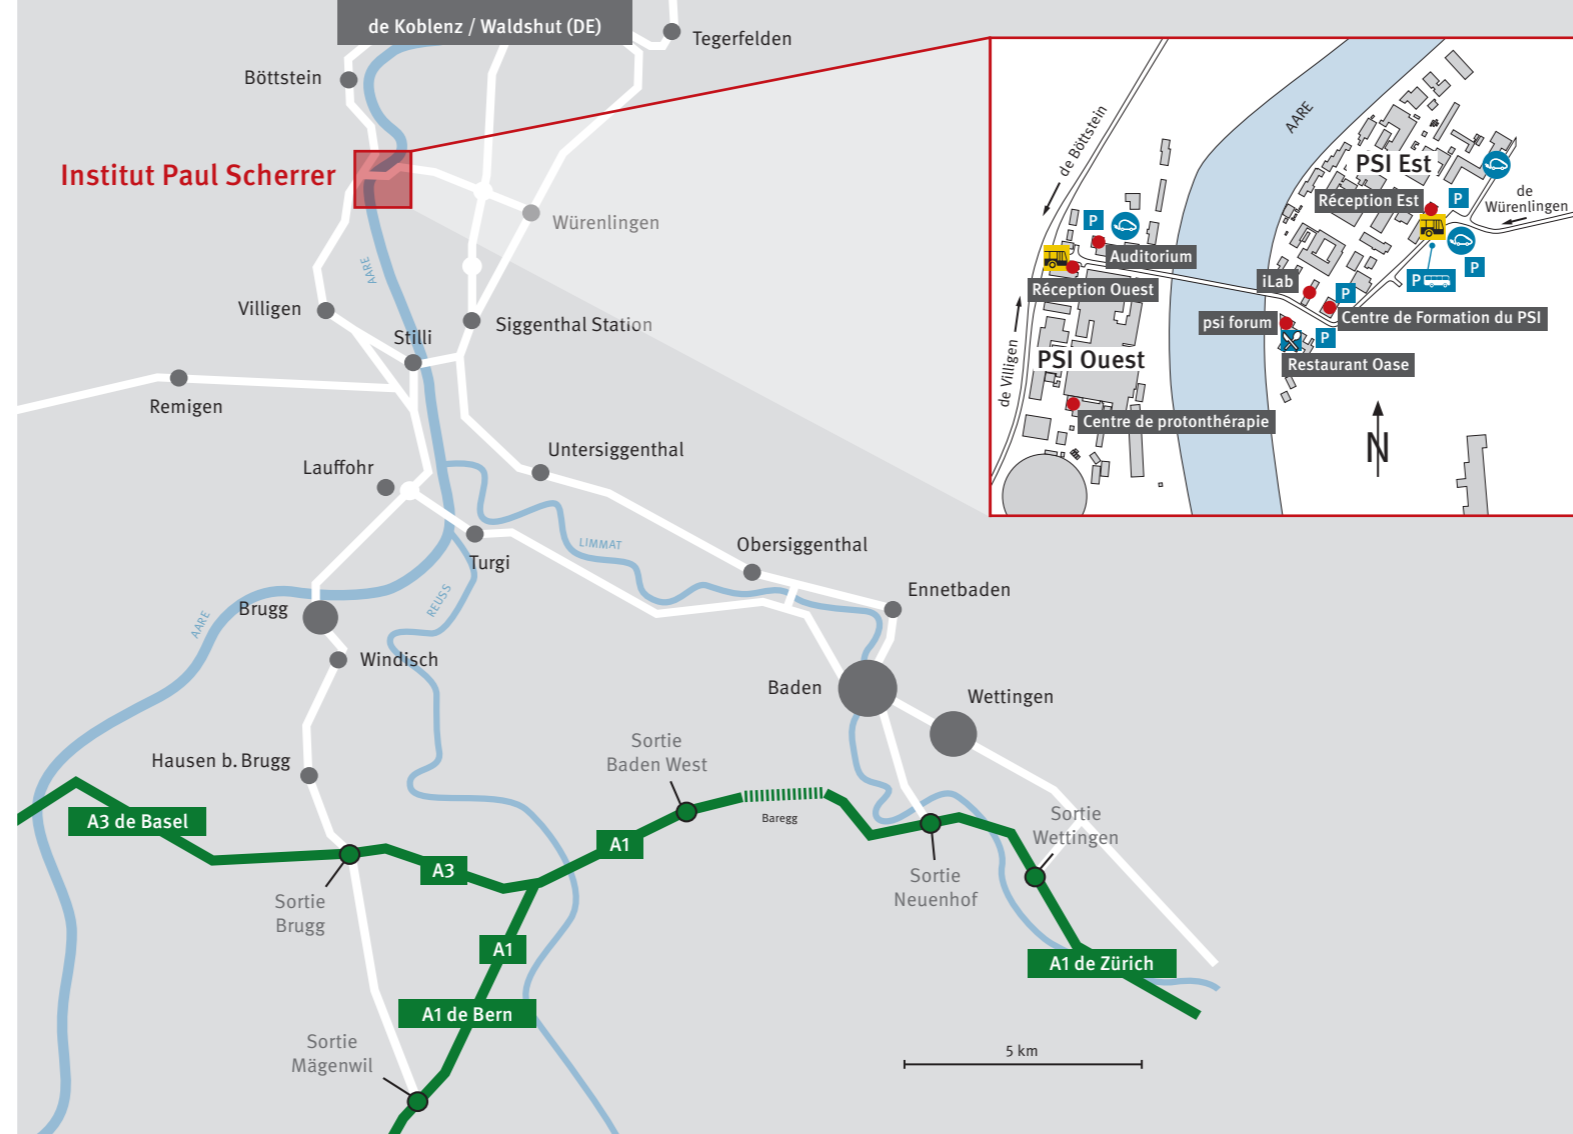 de Koblenz / Waldshut (DE)
Tegerfelden
Böttstein
Institut Paul Scherrer
Würenlingen
AARE
Villigen
Siggenthal Station
Stilli
Remigen
Lauffohr
Untersiggenthal
LIMMAT
Obersiggenthal
Turgi
Ennetbaden
REUSS
AARE
Brugg
Windisch
Baden
Wettingen
Hausen b. Brugg
Sortie
Baden West
A3 de Basel
Baregg
Sortie
Wettingen
A1
A3
Sortie
Brugg
Sortie
Neuenhof
A1
A1 de Zürich
A1 de Bern
Sortie
Mägenwil
5 km
de Böttstein
AARE
PSI Est
Réception Est
P
de
Würenlingen
P
Auditorium
P
P
iLab
Réception Ouest
P
Centre de Formation du PSI
psi forum
P
Restaurant Oase
de Villigen
PSI Ouest
Centre de protonthérapie
N